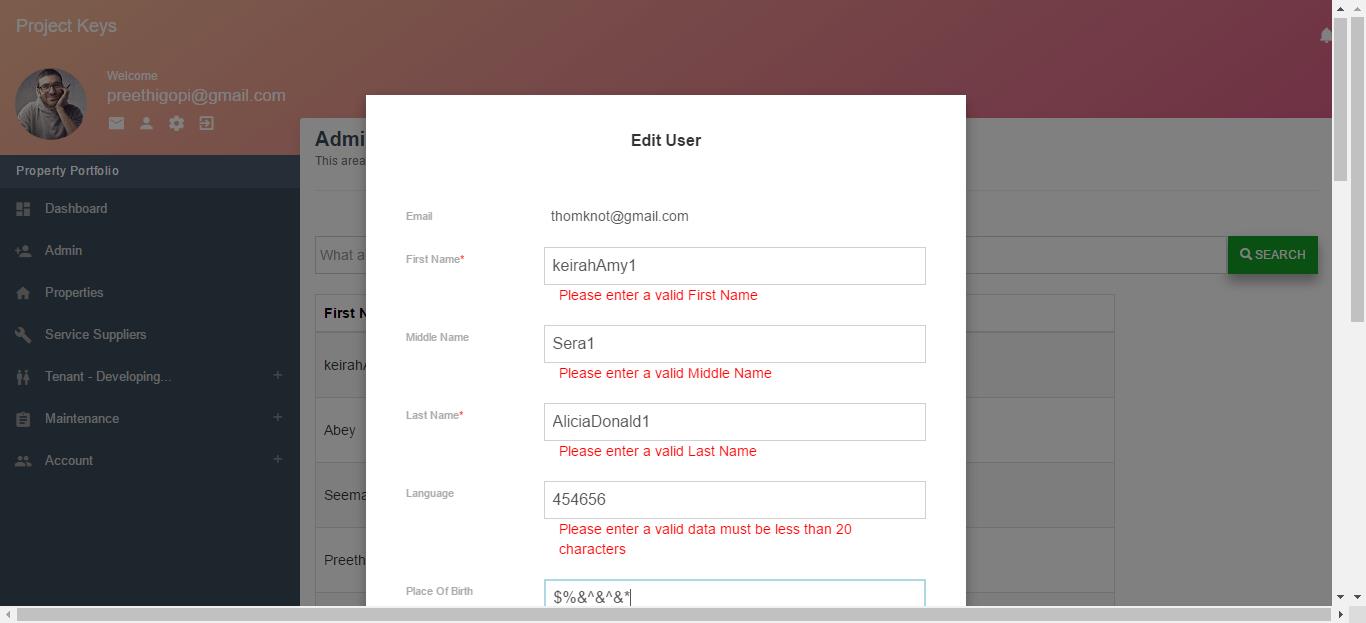 Project Keys
Welcome
preethigopi@gmail.com
Property Portfolio
Dashboard
Admin
Properties
Service Suppliers
Tenant - Developing...
Maintenance
Account
Admi
This area
What a
SEARCH
First N
keirahA
Abey
Seema
Preeth
Edit User
Email
thomknot@gmail.com
First Name*
keirahAmy1
Please enter a valid First Name
Middle Name
Sera1
Please enter a valid Middle Name
Last Name*
AliciaDonald1
Please enter a valid Last Name
Language
454656
Please enter a valid data must be less than 20
characters
Place Of Birth
$%&^&^&*